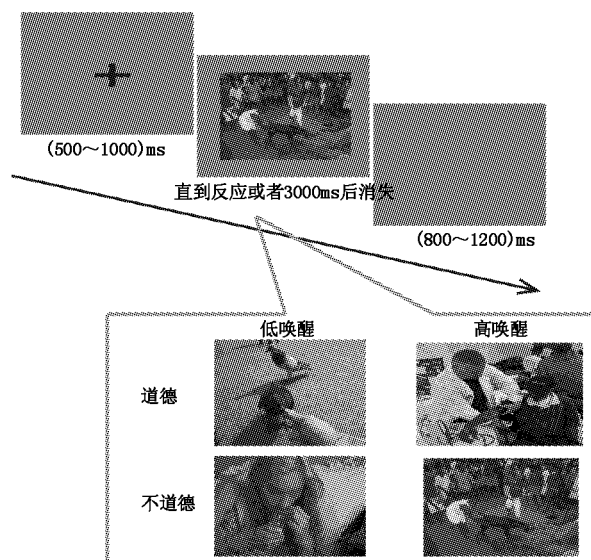 (500～1000)ms
直到反应或者3000ms后消失
(800～1200)ms
低唤醒
高唤醒
道德
不道德